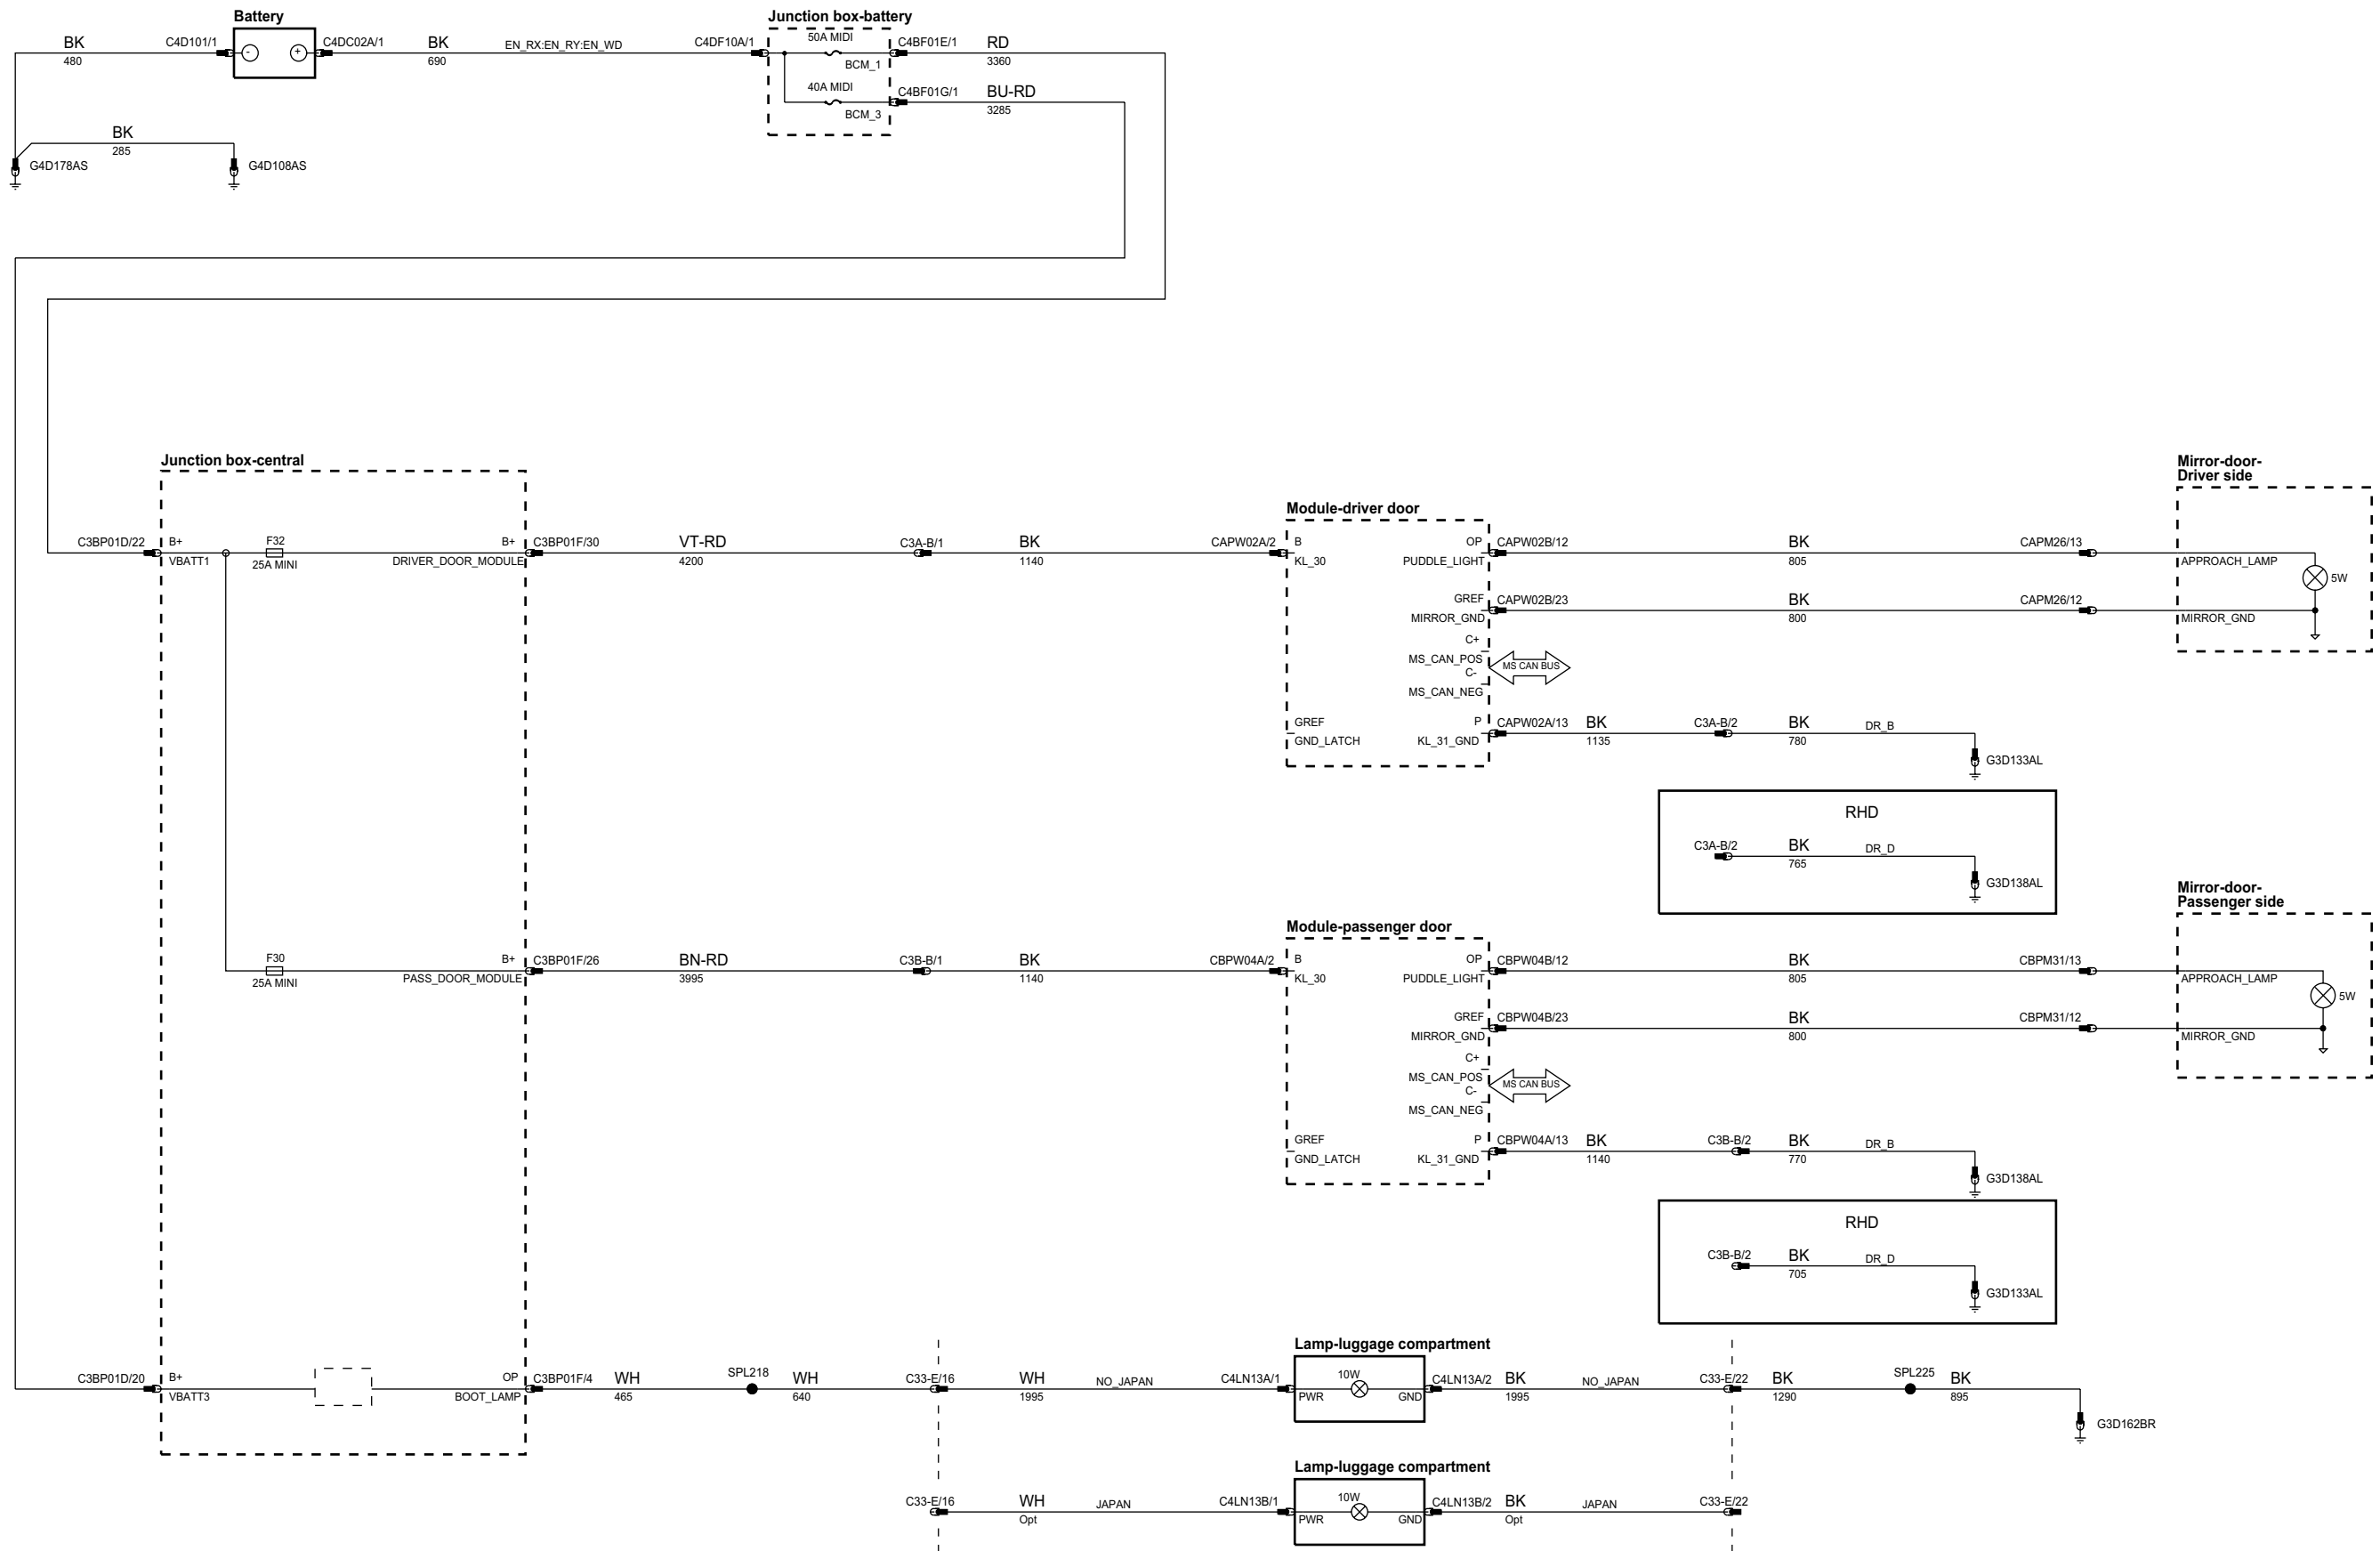 Battery
Junction box-battery
BK
480
C4D101/1
-
+
C4DC02A/1
BK
690
EN_RX:EN_RY:EN_WD
C4DF10A/1
50A MIDI
BCM_1
C4BF01E/1
RD
3360
40A MIDI
BCM_3
C4BF01G/1
BU-RD
3285
BK
285
G4D178AS
G4D108AS
Junction box-central
Mirror-door-
Driver side
Module-driver door
C3BP01D/22
B+
VBATT1
F32
25A MINI
B+
DRIVER_DOOR_MODULE
C3BP01F/30
VT-RD
4200
C3A-B/1
BK
1140
CAPW02A/2
B
KL_30
OP
PUDDLE_LIGHT
CAPW02B/12
BK
805
CAPM26/13
APPROACH_LAMP
5W
GREF
MIRROR_GND
CAPW02B/23
BK
800
CAPM26/12
MIRROR_GND
C+
MS_CAN_POS
C-
MS_CAN_NEG
MS CAN BUS
GREF
GND_LATCH
P
KL_31_GND
CAPW02A/13
BK
1135
C3A-B/2
BK
780
DR_B
G3D133AL
RHD
C3A-B/2
BK
765
DR_D
G3D138AL
Mirror-door-
Passenger side
Module-passenger door
F30
25A MINI
B+
PASS_DOOR_MODULE
C3BP01F/26
BN-RD
3995
C3B-B/1
BK
1140
CBPW04A/2
B
KL_30
OP
PUDDLE_LIGHT
CBPW04B/12
BK
805
CBPM31/13
APPROACH_LAMP
5W
GREF
MIRROR_GND
CBPW04B/23
BK
800
CBPM31/12
MIRROR_GND
C+
MS_CAN_POS
C-
MS_CAN_NEG
MS CAN BUS
GREF
GND_LATCH
P
KL_31_GND
CBPW04A/13
BK
1140
C3B-B/2
BK
770
DR_B
G3D138AL
RHD
C3B-B/2
BK
705
DR_D
G3D133AL
Lamp-luggage compartment
C3BP01D/20
B+
VBATT3
OP
BOOT_LAMP
C3BP01F/4
WH
465
SPL218
WH
640
C33-E/16
WH
1995
NO_JAPAN
C4LN13A/1
10W
PWR
GND
C4LN13A/2
BK
1995
NO_JAPAN
C33-E/22
BK
1290
SPL225
BK
895
G3D162BR
Lamp-luggage compartment
C33-E/16
WH
Opt
JAPAN
C4LN13B/1
10W
PWR
GND
C4LN13B/2
BK
Opt
JAPAN
C33-E/22